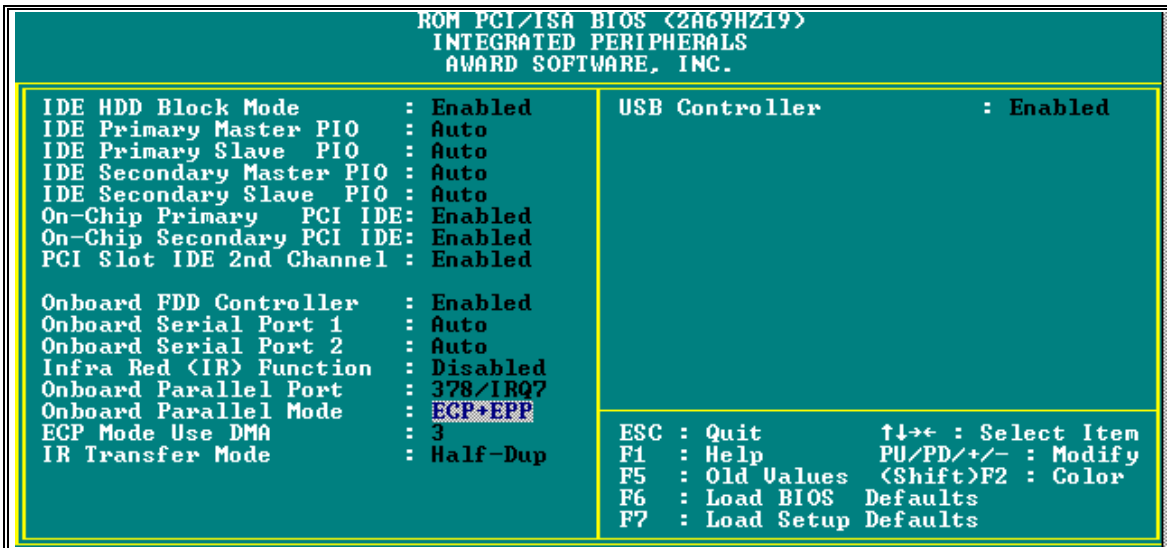 ROM PCI/ISA BIOS (2A69HZ19)
INTEGRATED PERIPHERALS
AWARD SOFTWARE, INC.
IDE HDD Block Mode : Enabled
IDE Primary Master PIO : Auto
IDE Primary Slave PIO : Auto
IDE Secondary Master PIO : Auto
IDE Secondary Slave PIO : Auto
On-Chip Primary PCI IDE: Enabled
On-Chip Secondary PCI IDE: Enabled
PCI Slot IDE 2nd Channel : Enabled
Onboard FDD Controller : Enabled
Onboard Serial Port 1 : Auto
Onboard Serial Port 2 : Auto
Infra Red (IR) Function : Disabled
Onboard Parallel Port : 378/IRQ7
Onboard Parallel Mode : ECP+EPP
ECP Mode Use DMA : 3
IR Transfer Mode : Half-Dup
USB Controller : Enabled
ESC : Quit ↑↓→← : Select Item
F1 : Help PU/PD/+/- : Modify
F5 : Old Values (Shift)F2 : Color
F6 : Load BIOS Defaults
F7 : Load Setup Defaults